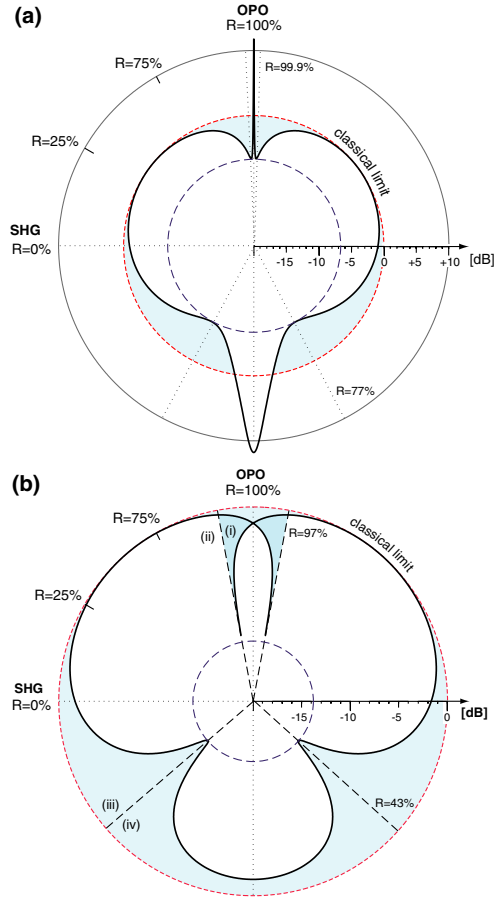 (a)
OPO
R=100%
R=75%
R=99.9%
R=25%
classical limit
SHG
R=0%
-15 -10 -5 0 +5 +10 [dB]
R=77%
(b)
OPO
R=100%
R=75%
(ii) (i) R=97%
classical limit
R=25%
SHG
R=0%
-15 -10 -5 0 [dB]
(iii)
(iv)
R=43%